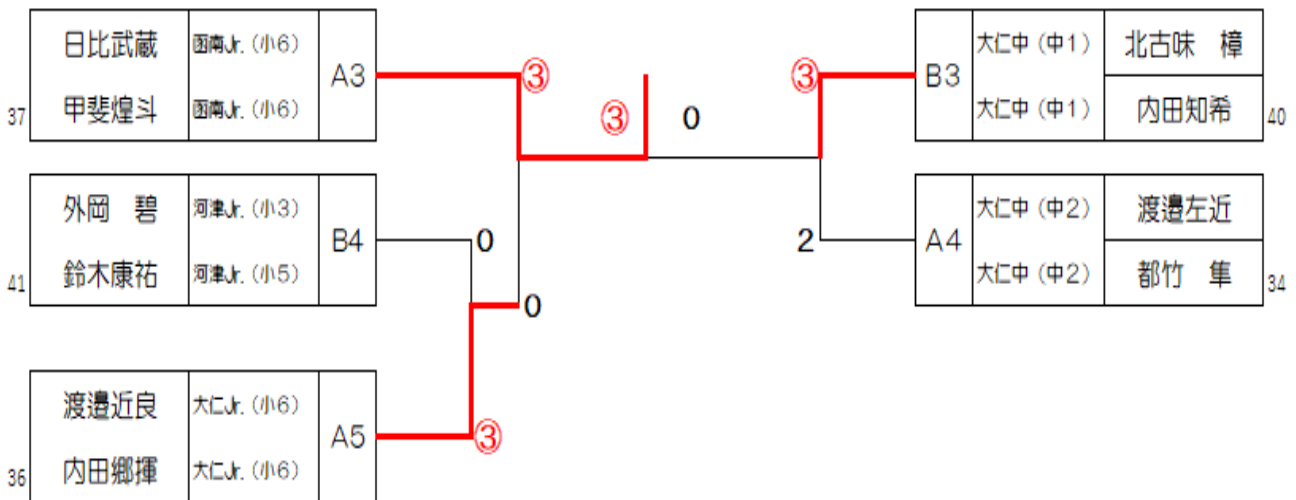 日比武蔵 函南Jr.(小6)
A3
37 甲斐煌斗 函南Jr.(小6)
③
③ 0
③
B3
大仁中(中1) 北古味 樟
大仁中(中1) 内田知希 40
外岡 碧 河津Jr.(小3)
B4
41 鈴木康祐 河津Jr.(小5)
0
0
2
A4
大仁中(中2) 渡邉左近
大仁中(中2) 都竹 隼 34
渡邉近良 大仁Jr.(小6)
A5
36 内田郷揮 大仁Jr.(小6)
③